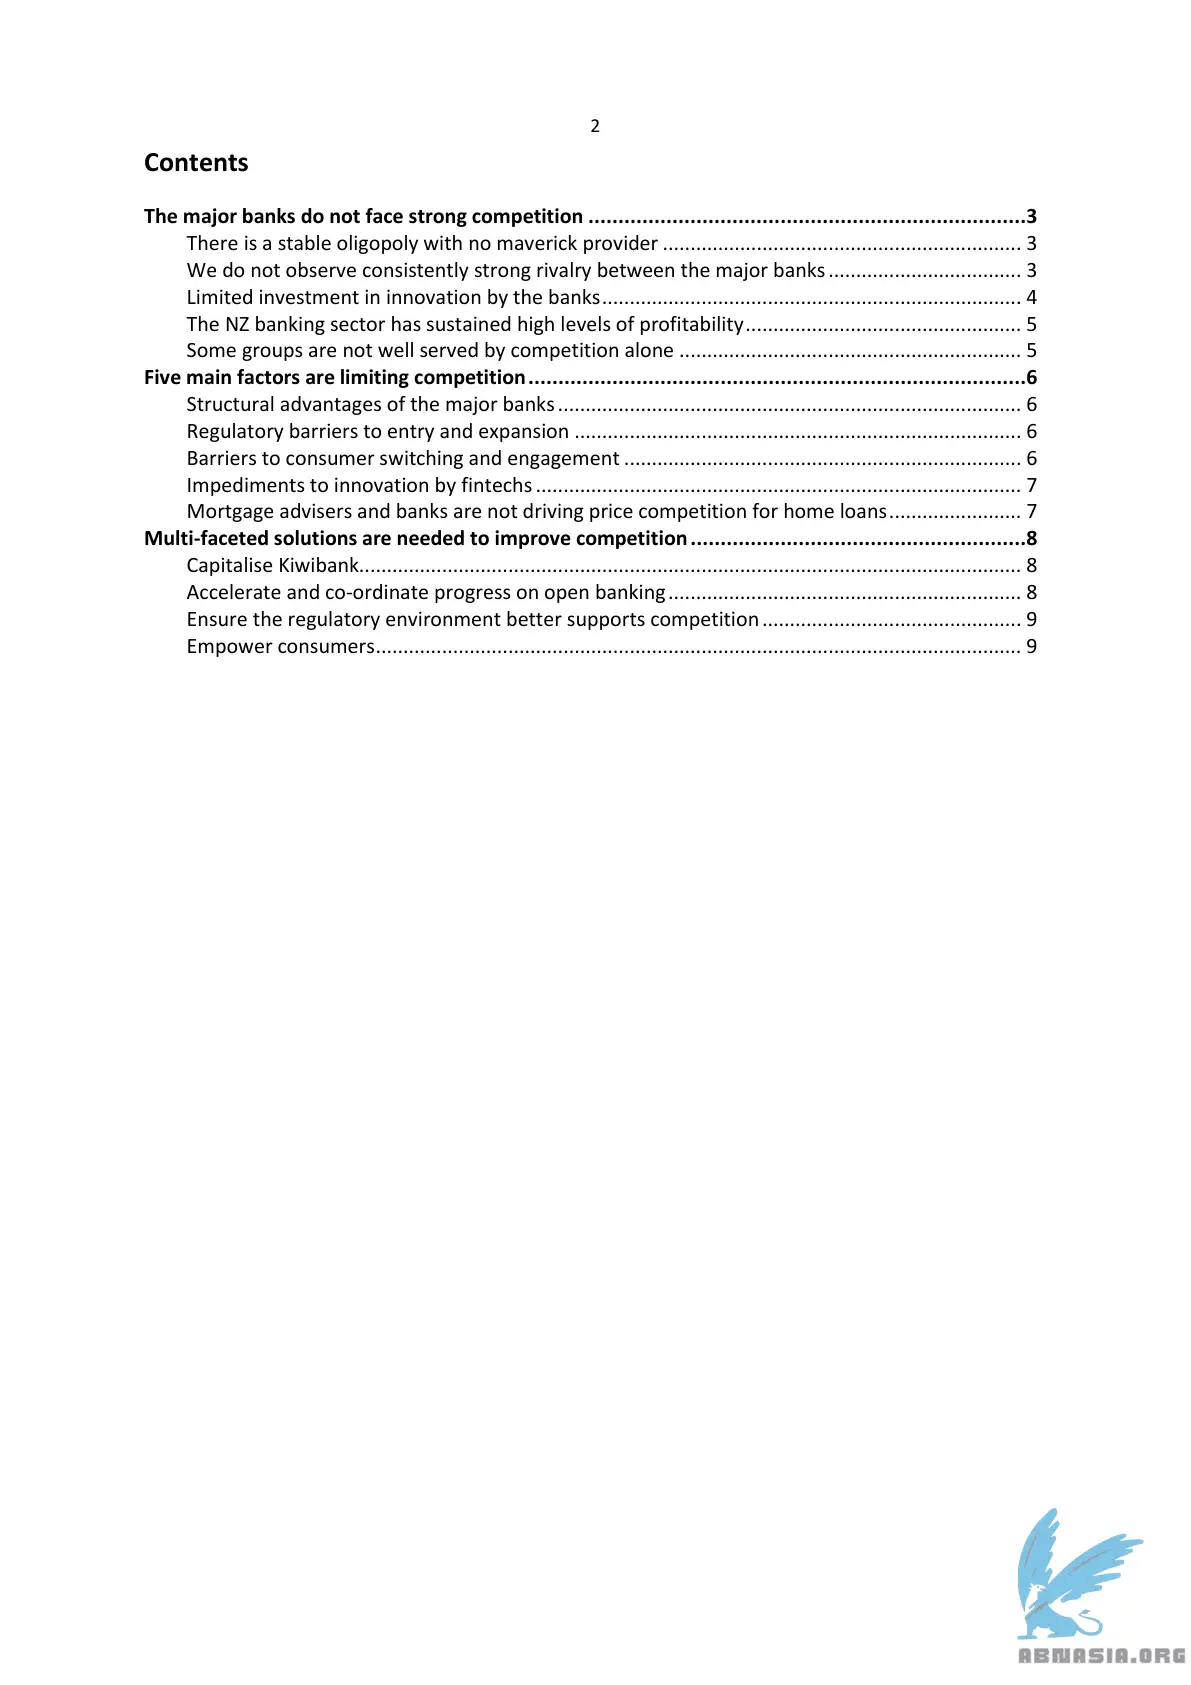 2
Contents
The major banks do not face strong competition .........................................................................3
There is a stable oligopoly with no maverick provider ................................................................. 3
We do not observe consistently strong rivalry between the major banks ................................... 3
Limited investment in innovation by the banks............................................................................ 4
The NZ banking sector has sustained high levels of profitability.................................................. 5
Some groups are not well served by competition alone .............................................................. 5
Five main factors are limiting competition ...................................................................................6
Structural advantages of the major banks .................................................................................... 6
Regulatory barriers to entry and expansion ................................................................................. 6
Barriers to consumer switching and engagement ........................................................................ 6
Impediments to innovation by fintechs ........................................................................................ 7
Mortgage advisers and banks are not driving price competition for home loans........................ 7
Multi-faceted solutions are needed to improve competition ........................................................8
Capitalise Kiwibank........................................................................................................................ 8
Accelerate and co-ordinate progress on open banking ................................................................ 8
Ensure the regulatory environment better supports competition ............................................... 9
Empower consumers..................................................................................................................... 9
ABNASIA.ORG